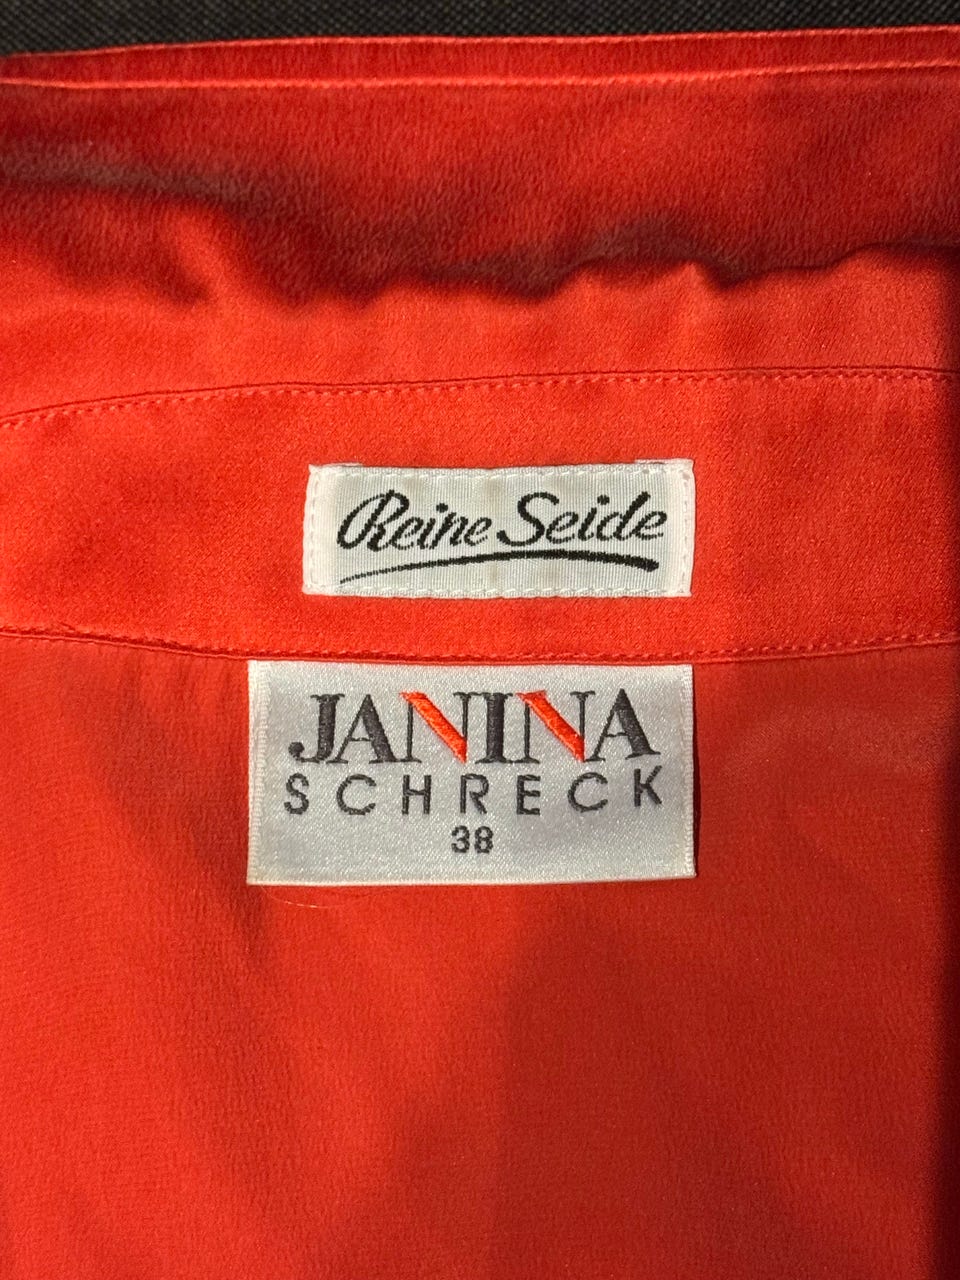 Reine Seide
JANINA
SCHRECK
38